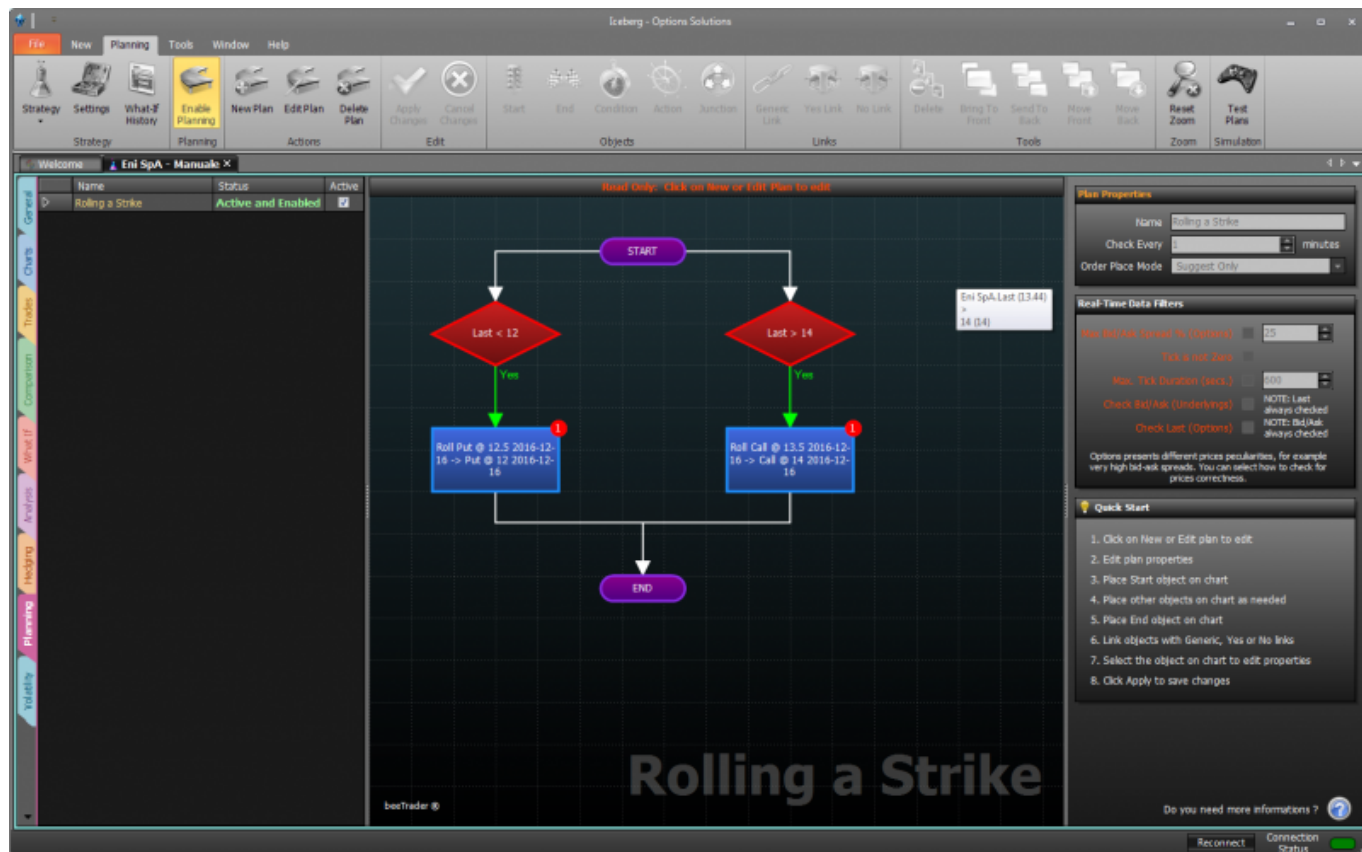 Iceberg - Options Solutions
File New Planning Tools Window Help
Strategy Settings What-If History Enable Planning New Plan Edit Plan Delete Plan Apply Changes Cancel Changes Start End Condition Action Junction Generic Link Yes Link No Link Delete Bring To Front Send To Back Move Front Move Back Reset Zoom Test Plans
Strategy Planning Actions Edit Objects Links Tools Zoom Simulation
Welcome Eni SpA - Manuale
General
Charts
Trades
Comparison
What If
Analysis
Hedging
Planning
Volatility
Name Status Active
Roling a Strike Active and Enabled
Read Only: Click on New or Edit Plan to edit
START
Last < 12
Last > 14
Yes
Yes
1
1
Roll Put @ 12.5 2016-12-
16 -> Put @ 12 2016-12-
16
Roll Call @ 13.5 2016-12-
16 -> Call @ 14 2016-12-
16
END
Eni SpA.Last (13.44)
>
14 (14)
Rolling a Strike
beeTrader ®
Plan Properties
Name Roling a Strike
Check Every 1 minutes
Order Place Mode Suggest Only
Real-Time Data Filters
Max Bid/Ask Spread % (Options) 25
Tick is not Zero
Max. Tick Duration (secs.) 600
Check Bid/Ask (Underlyings) NOTE: Last
always checked
Check Last (Options) NOTE: Bid/Ask
always checked
Options presents different prices peculiarities, for example
very high bid-ask spreads. You can select how to check for
prices correctness.
Quick Start
1. Click on New or Edit plan to edit
2. Edit plan properties
3. Place Start object on chart
4. Place other objects on chart as needed
5. Place End object on chart
6. Link objects with Generic, Yes or No links
7. Select the object on chart to edit properties
8. Click Apply to save changes
Do you need more informations ?
Reconnect
Connection
Status